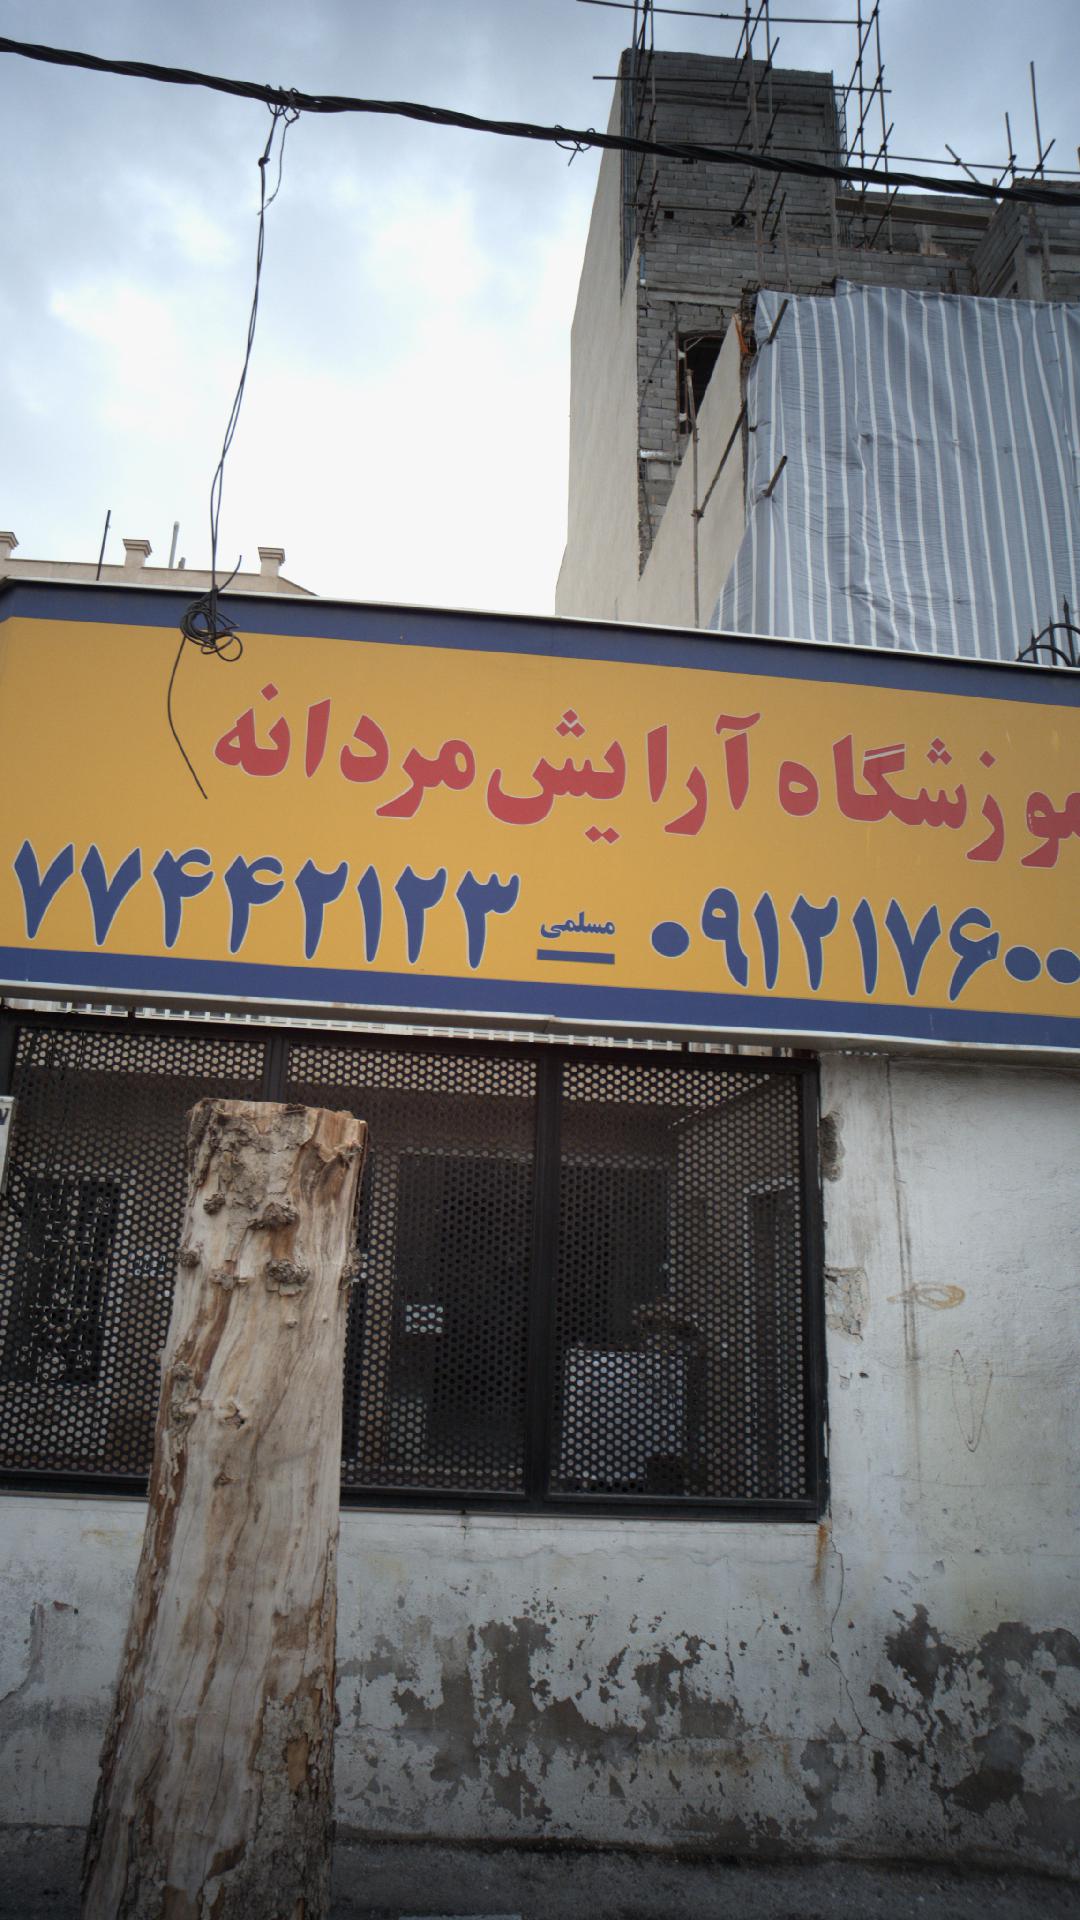 موزشگاه آرایش مردانه
۷۷۴۴۲۱۲۳ — مسلمی ۰۹۱۲۱۷۶۰۰